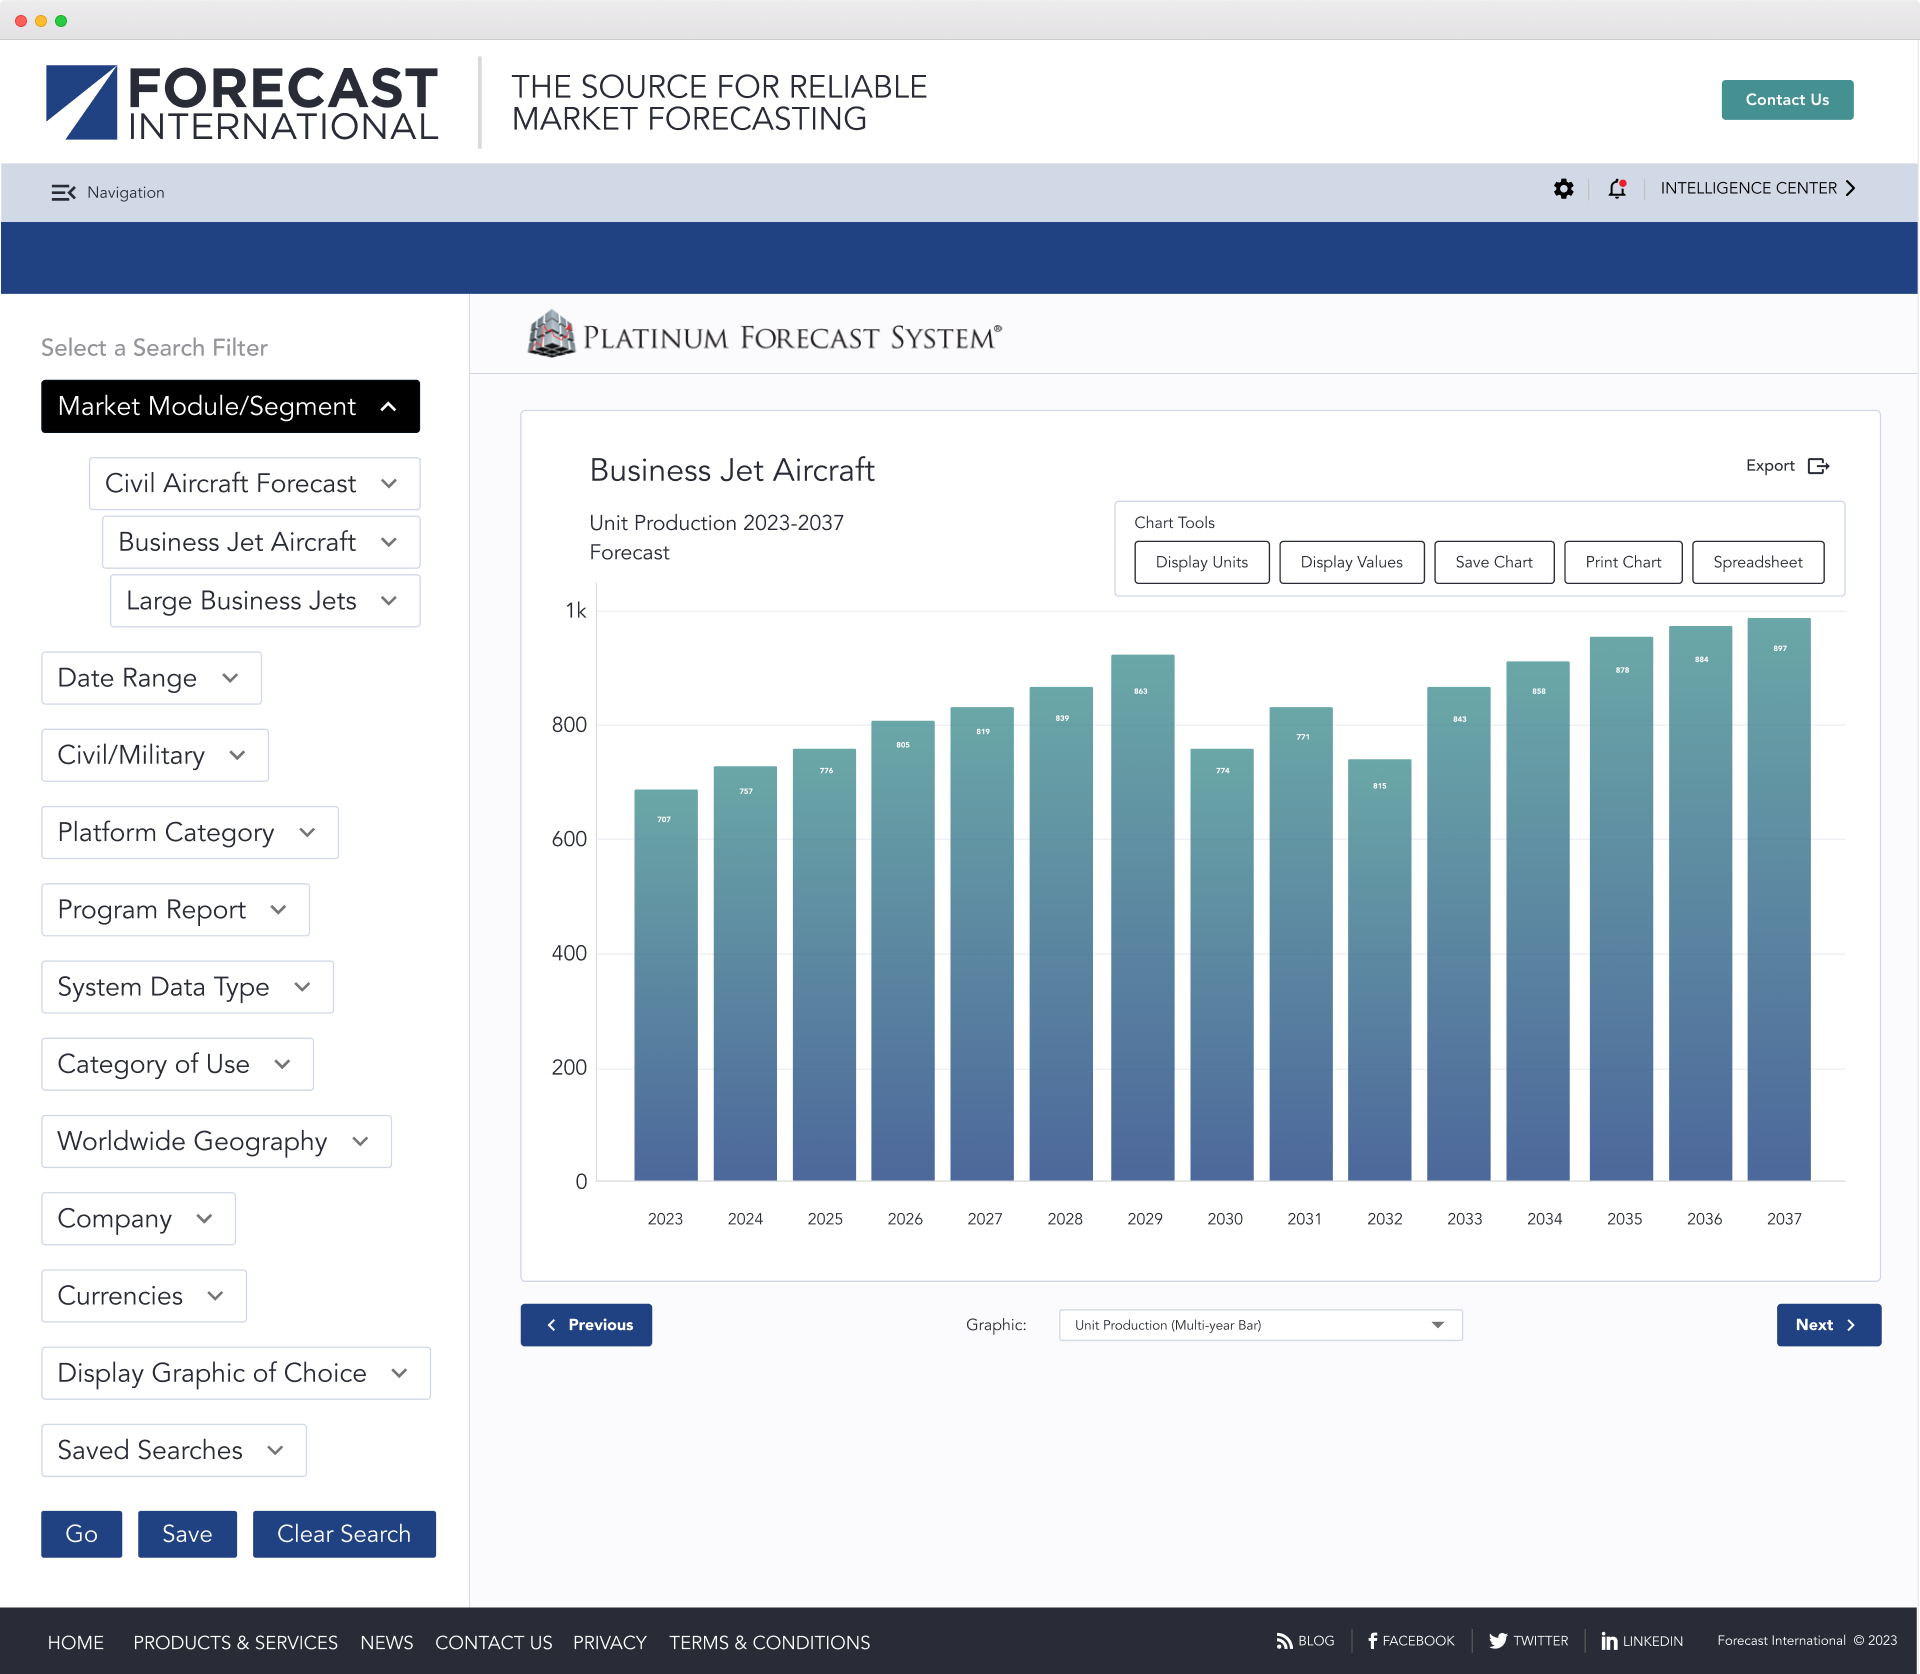 FORECAST
INTERNATIONAL
THE SOURCE FOR RELIABLE
MARKET FORECASTING
Contact Us
Navigation
INTELLIGENCE CENTER
Select a Search Filter
Market Module/Segment
Civil Aircraft Forecast
Business Jet Aircraft
Large Business Jets
Date Range
Civil/Military
Platform Category
Program Report
System Data Type
Category of Use
Worldwide Geography
Company
Currencies
Display Graphic of Choice
Saved Searches
Go Save Clear Search
PLATINUM FORECAST SYSTEM®
Business Jet Aircraft
Export
Unit Production 2023-2037
Forecast
Chart Tools
Display Units Display Values Save Chart Print Chart Spreadsheet
1k
800
600
400
200
0
707 757 776 805 819 839 863 774 771 815 843 858 878 884 897
2023 2024 2025 2026 2027 2028 2029 2030 2031 2032 2033 2034 2035 2036 2037
Previous
Graphic: Unit Production (Multi-year Bar)
Next
HOME PRODUCTS & SERVICES NEWS CONTACT US PRIVACY TERMS & CONDITIONS
BLOG FACEBOOK TWITTER LINKEDIN Forecast International © 2023